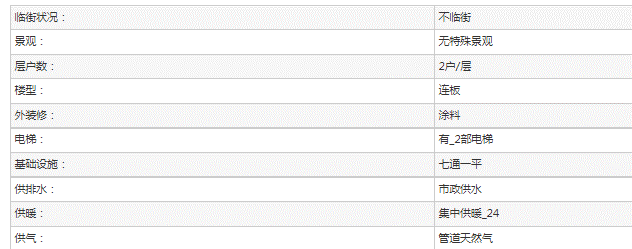 临街状况： 不临街
景观： 无特殊景观
层户数： 2户/层
楼型： 连板
外装修： 涂料
电梯： 有_2部电梯
基础设施： 七通一平
供排水： 市政供水
供暖： 集中供暖_24
供气： 管道天然气